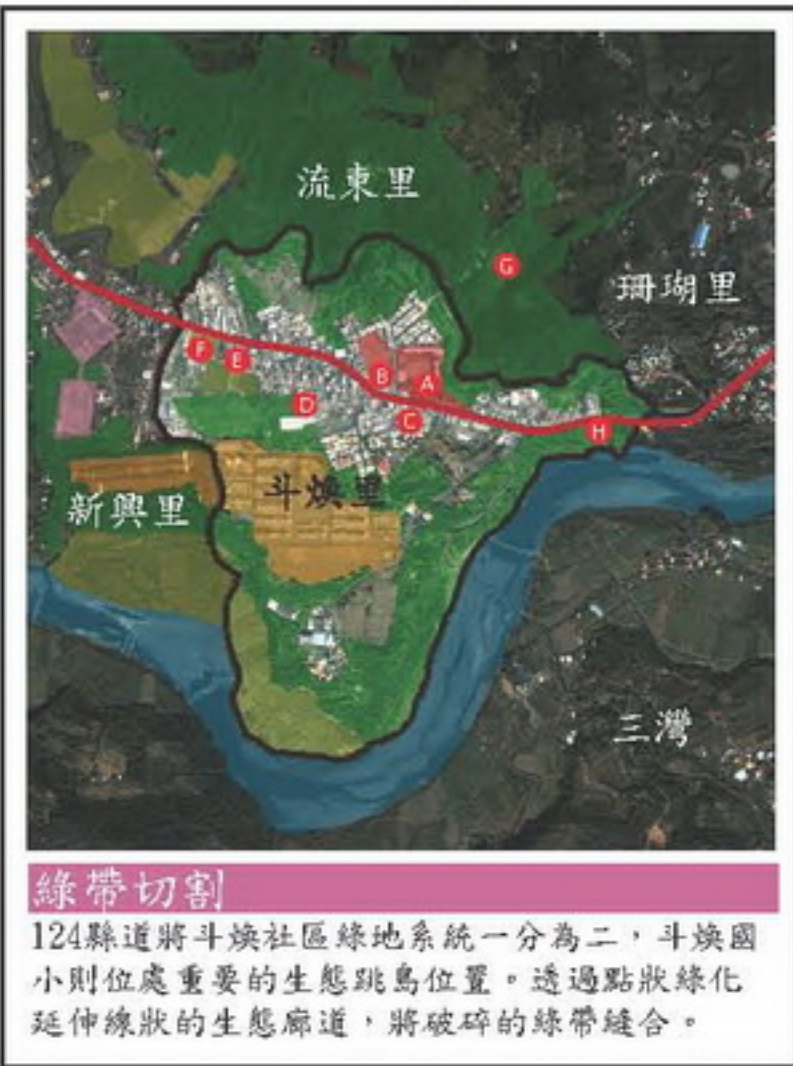 流東里
G
珊瑚里
F
E
B
A
D
C
H
斗煥里
新興里
三灣
綠帶切割
124縣道將斗煥社區綠地系統一分為二，斗煥國
小則位處重要的生態跳島位置。透過點狀綠化
延伸線狀的生態廊道，將破碎的綠帶縫合。